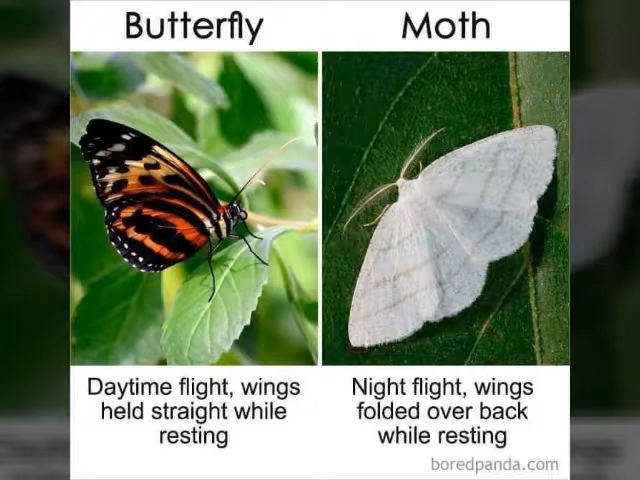 Butterfly
Moth
Daytime flight, wings
held straight while
resting
Night flight, wings
folded over back
while resting
boredpanda.com